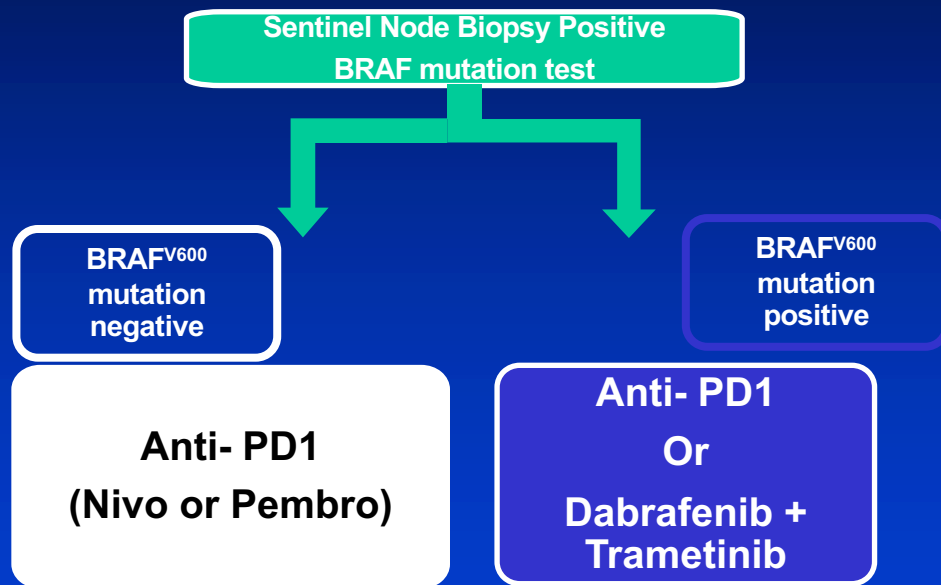 Sentinel Node Biopsy Positive
BRAF mutation test
BRAFV600
mutation
negative
BRAFV600
mutation
positive
Anti- PD1
(Nivo or Pembro)
Anti- PD1
Or
Dabrafenib +
Trametinib